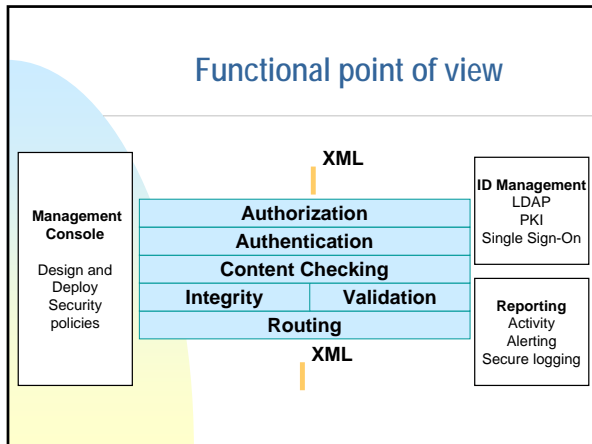 Functional point of view
Management
Console
Design and
Deploy
Security
policies
XML
Authorization
Authentication
Content Checking
Integrity
Validation
Routing
XML
ID Management
LDAP
PKI
Single Sign-On
Reporting
Activity
Alerting
Secure logging